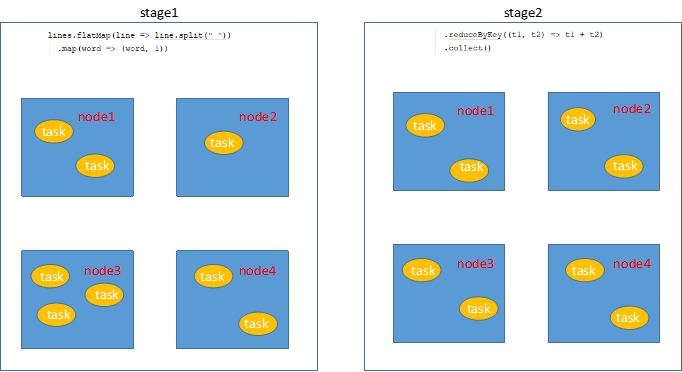 stage1
lines.flatMap(line => line.split(" "))
.map(word => (word, 1))
node1
task
task
node2
task
node3
task
task
task
node4
task
task
stage2
.reduceByKey((t1, t2) => t1 + t2)
.collect()
node1
task
task
node2
task
task
node3
task
task
node4
task
task